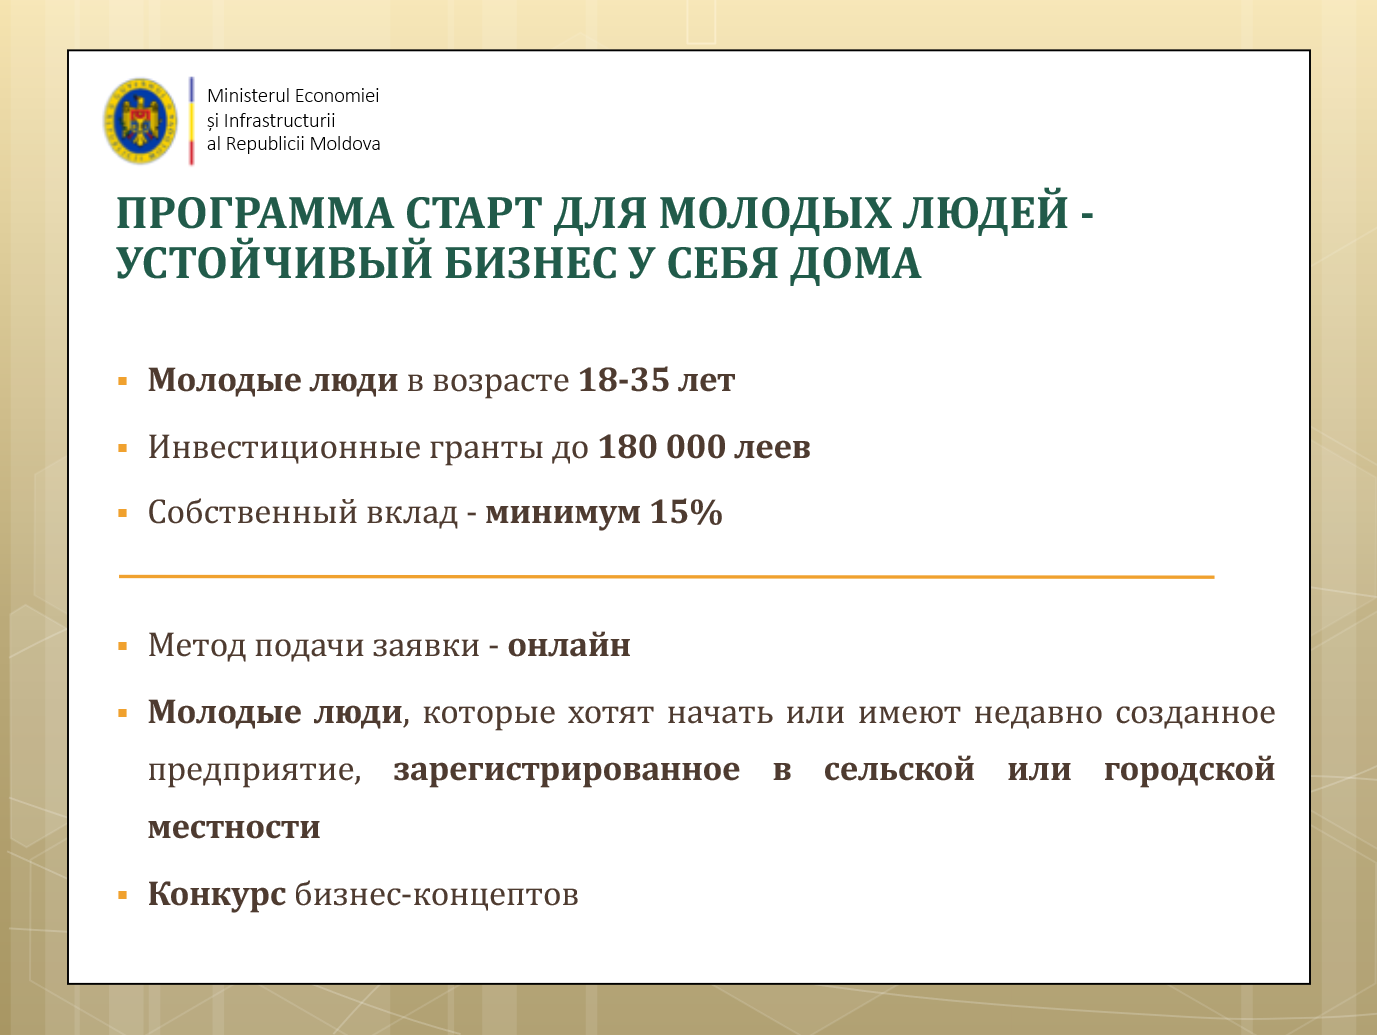 Ministerul Economiei
și Infrastructurii
al Republicii Moldova
ПРОГРАММА СТАРТ ДЛЯ МОЛОДЫХ ЛЮДЕЙ -
УСТОЙЧИВЫЙ БИЗНЕС У СЕБЯ ДОМА
▪ Молодые люди в возрасте 18-35 лет
▪ Инвестиционные гранты до 180 000 леев
▪ Собственный вклад - минимум 15%
▪ Метод подачи заявки - онлайн
▪ Молодые люди, которые хотят начать или имеют недавно созданное
предприятие, зарегистрированное в сельской или городской
местности
▪ Конкурс бизнес-концептов